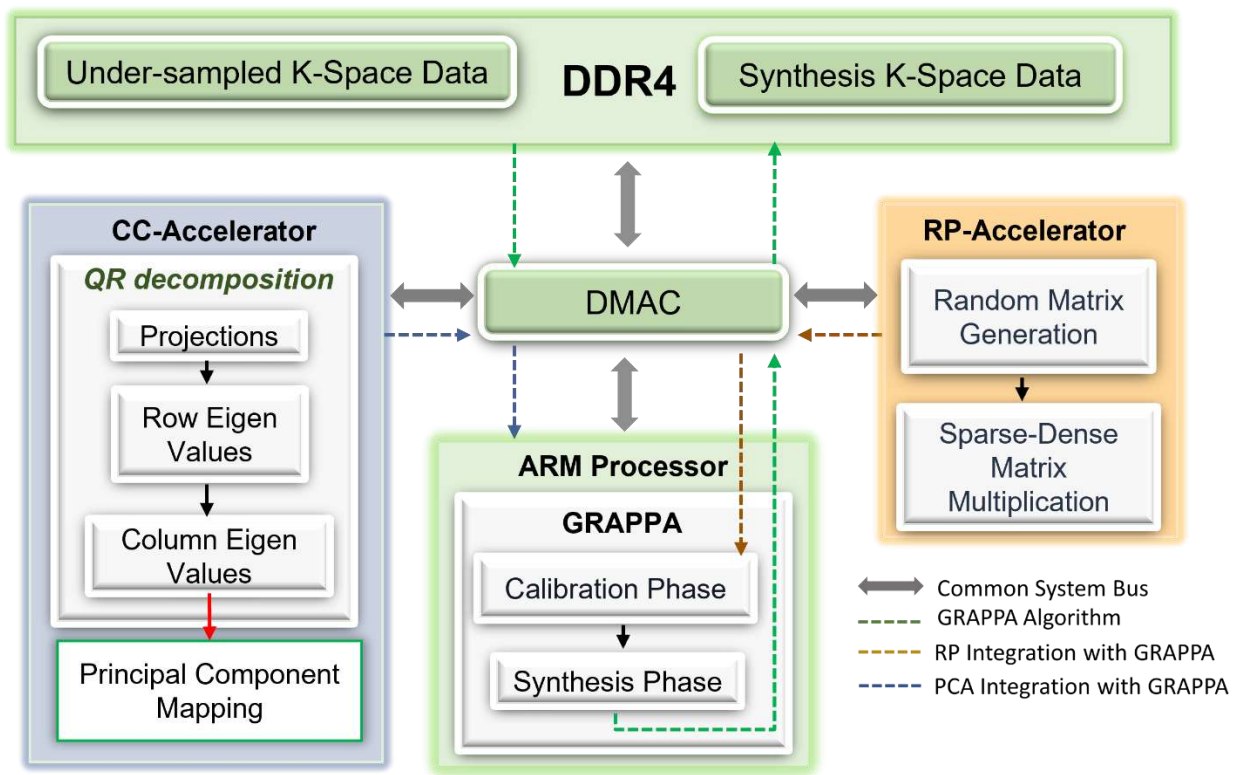 Under-sampled K-Space Data
DDR4
Synthesis K-Space Data
CC-Accelerator
QR decomposition
Projections
Row Eigen
Values
Column Eigen
Values
Principal Component
Mapping
DMAC
ARM Processor
GRAPPA
Calibration Phase
Synthesis Phase
RP-Accelerator
Random Matrix
Generation
Sparse-Dense
Matrix
Multiplication
Common System Bus
GRAPPA Algorithm
RP Integration with GRAPPA
PCA Integration with GRAPPA